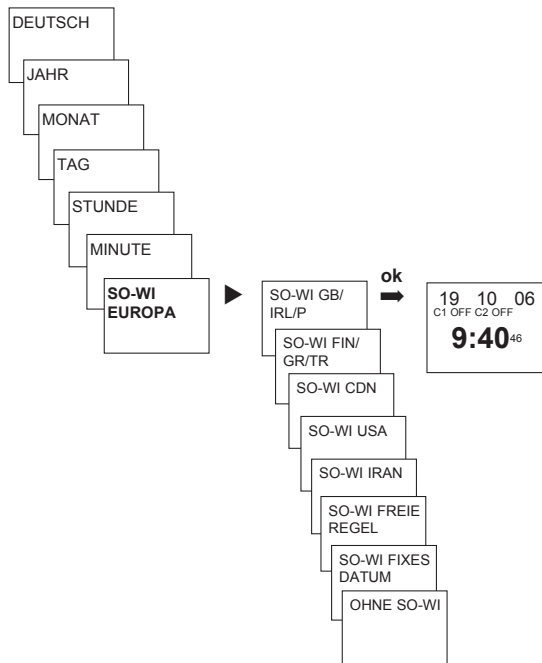 DEUTSCH
JAHR
MONAT
TAG
STUNDE
MINUTE
SO-WI
EUROPA
SO-WI GB/
IRL/P
SO-WI FIN/
GR/TR
SO-WI CDN
SO-WI USA
SO-WI IRAN
SO-WI FREIE
REGEL
SO-WI FIXES
DATUM
OHNE SO-WI
ok
19 10 06
C1 OFF C2 OFF
9:40 46